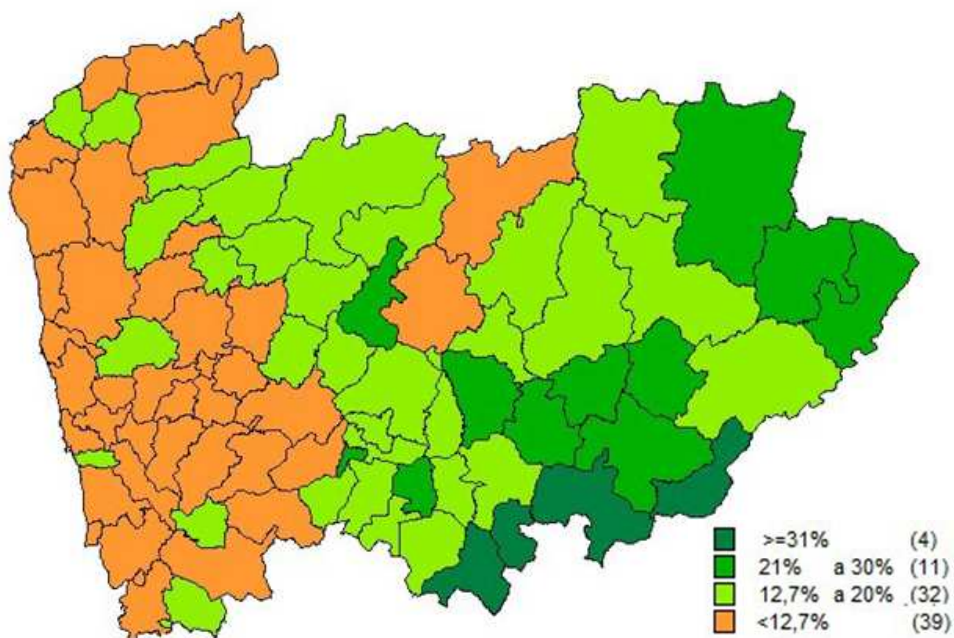 >=31% (4)
21% a 30% (11)
12,7% a 20% (32)
<12,7% (39)